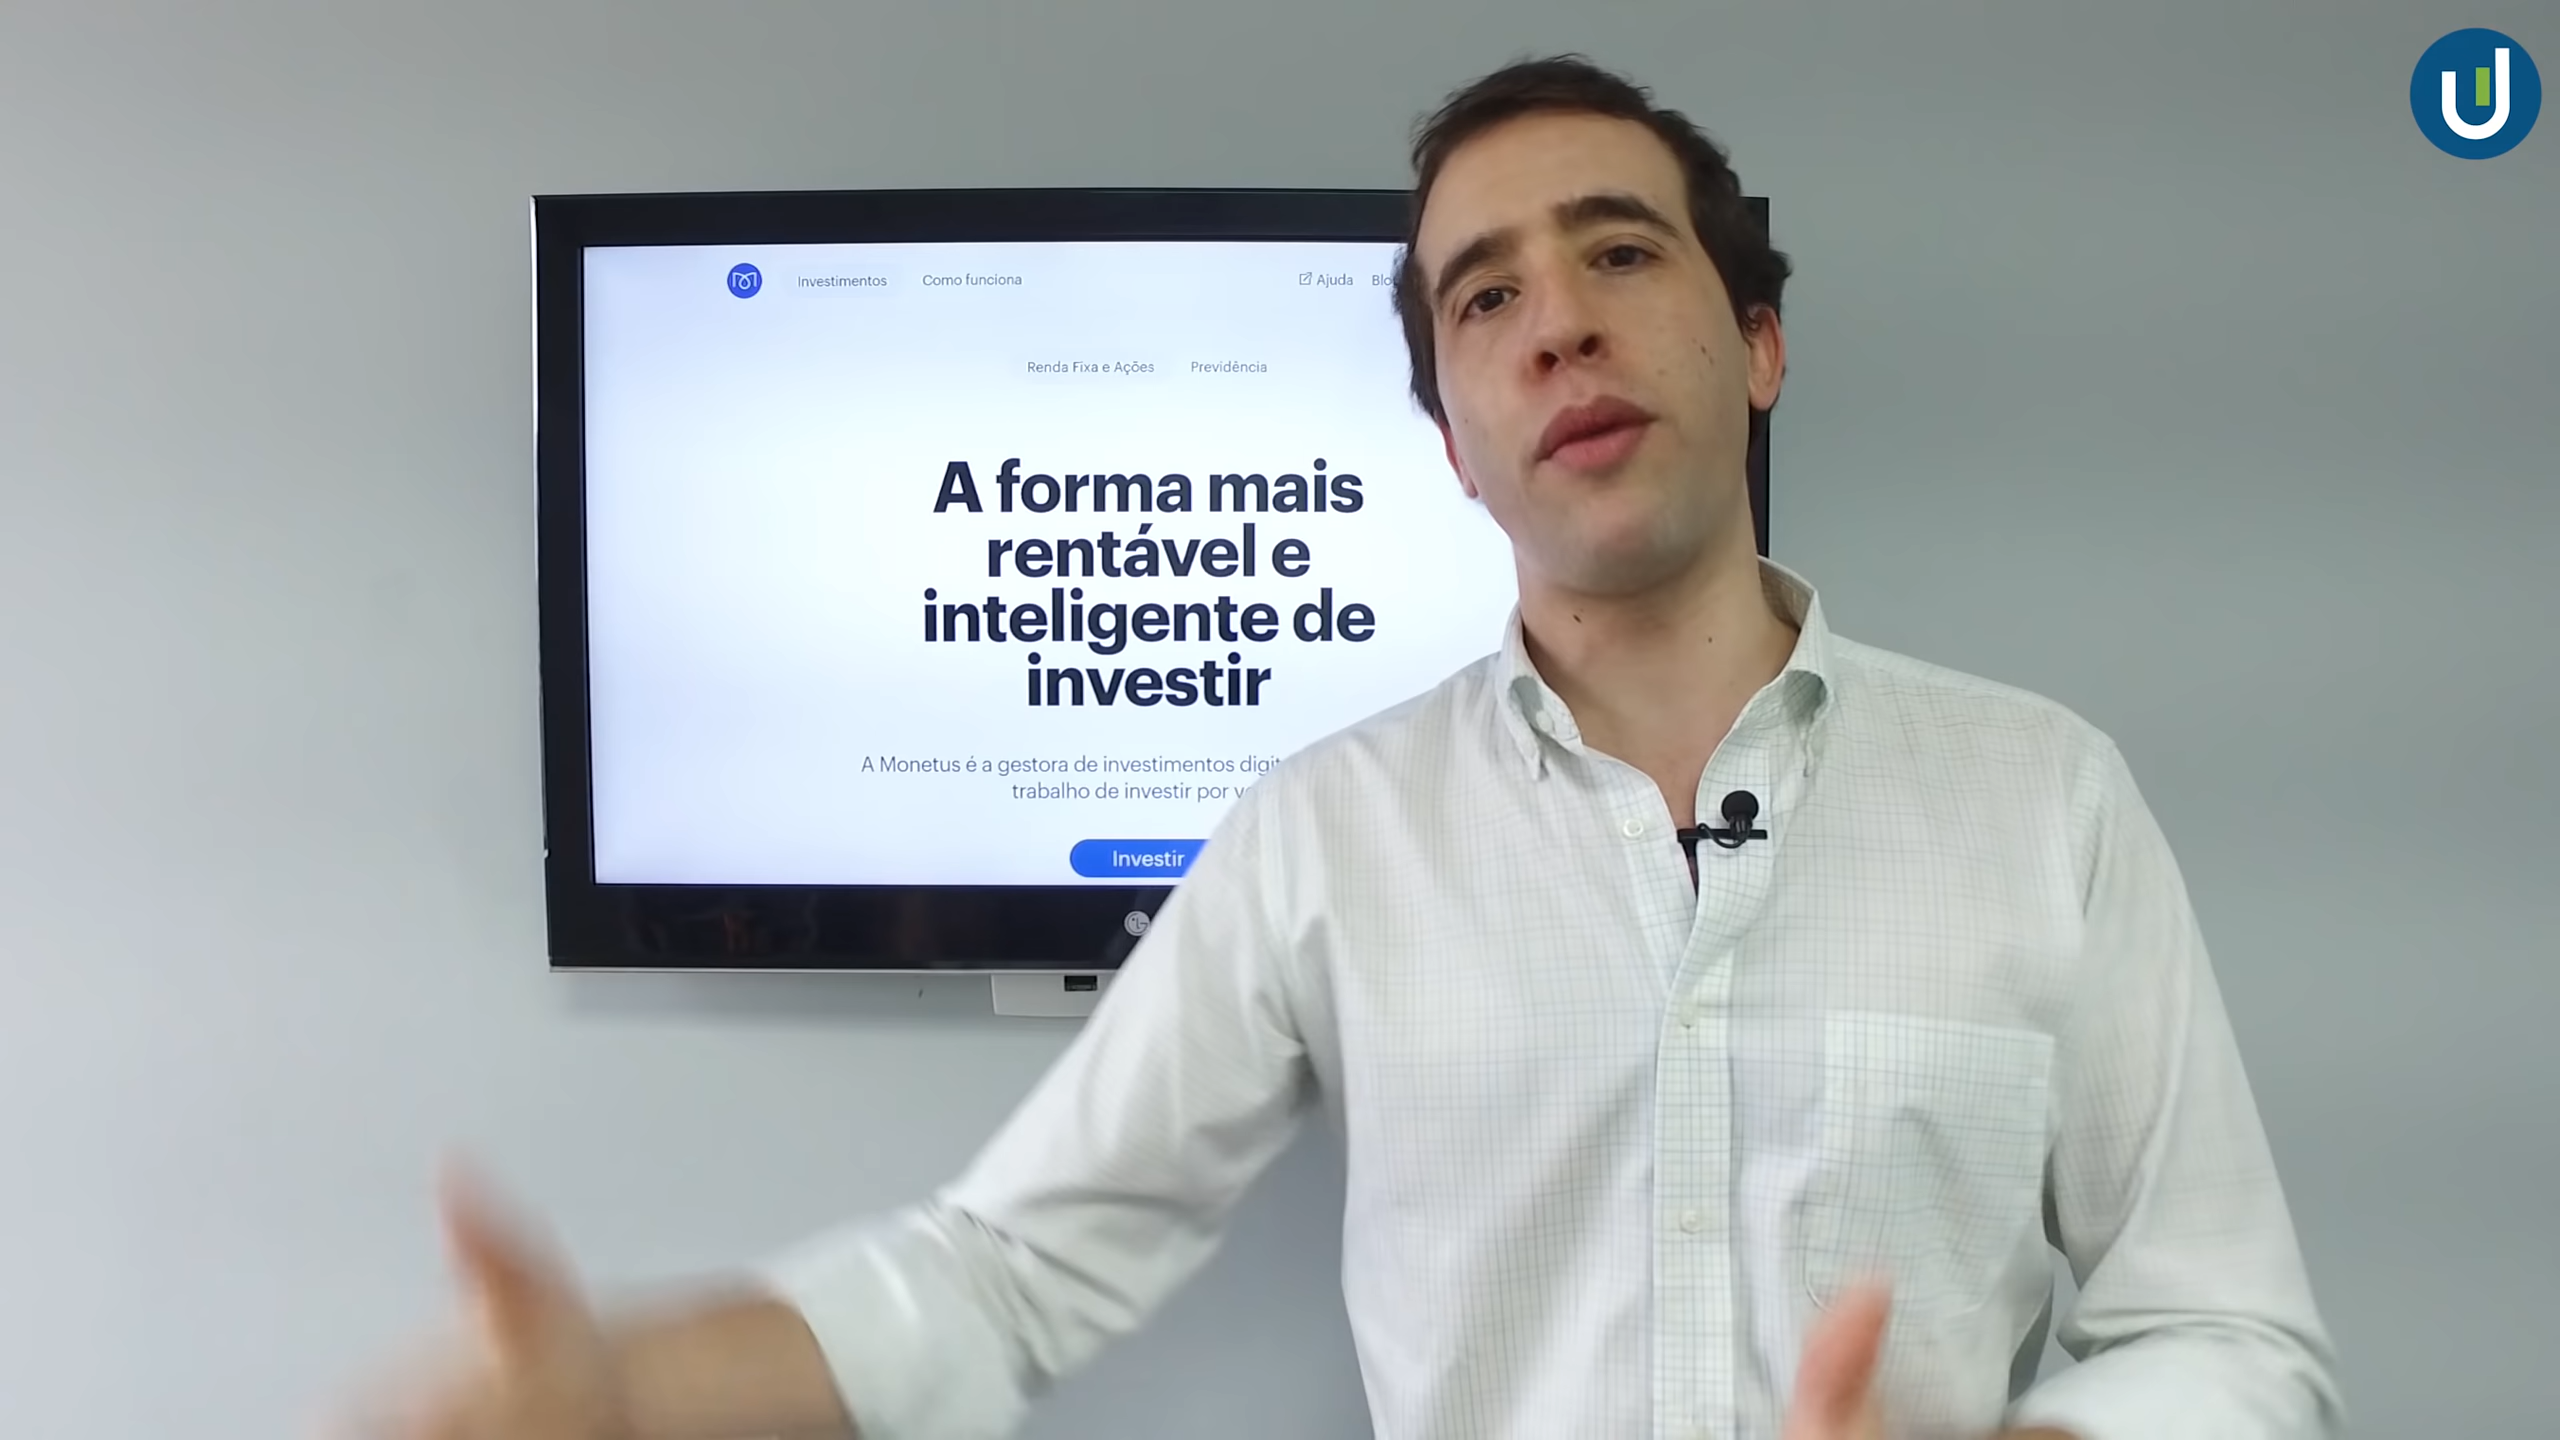 Investimentos Como funciona Ajuda
Renda Fixa e Ações Previdência
A forma mais
rentável e
inteligente de
investir
A Monetus é a gestora de investimentos
trabalho de investir por
Investir
LG